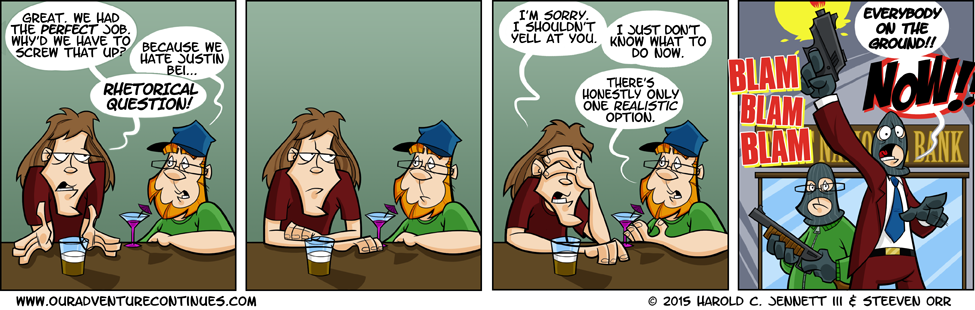 GREAT. WE HAD
THE PERFECT JOB.
WHY'D WE HAVE TO
SCREW THAT UP?
BECAUSE WE
HATE JUSTIN
BEI...
RHETORICAL
QUESTION!
I'M SORRY.
I SHOULDN'T
YELL AT YOU.
I JUST DON'T
KNOW WHAT TO
DO NOW.
THERE'S
HONESTLY ONLY
ONE REALISTIC
OPTION.
EVERYBODY
ON THE
GROUND!!
NOW!!
BLAM
BLAM
BLAM
BANK
WWW.OURADVENTURECONTINUES.COM
© 2015 HAROLD C. JENNETT III & STEEVEN ORR